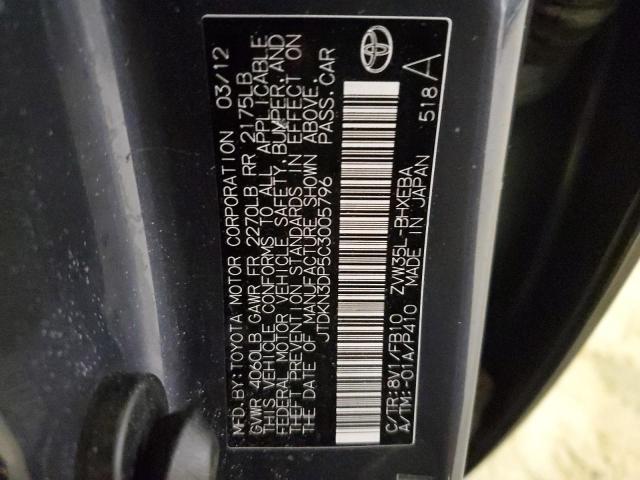 MFD. BY: TOYOTA MOTOR CORPORATION 03/12
GVWR 4060LB GAWR FR 2270LB RR 2175LB
THIS VEHICLE CONFORMS TO ALL APPLICABLE
FEDERAL MOTOR VEHICLE SAFETY, BUMPER, AND
THEFT PREVENTION STANDARDS IN EFFECT ON
THE DATE OF MANUFACTURE SHOWN ABOVE.
JTDKN3DP5C3005796 PASS. CAR
C/TR: 8V1/FB10 ZVW35L-BHXEBA
A/TM: -01A/P410 MADE IN JAPAN
518 A